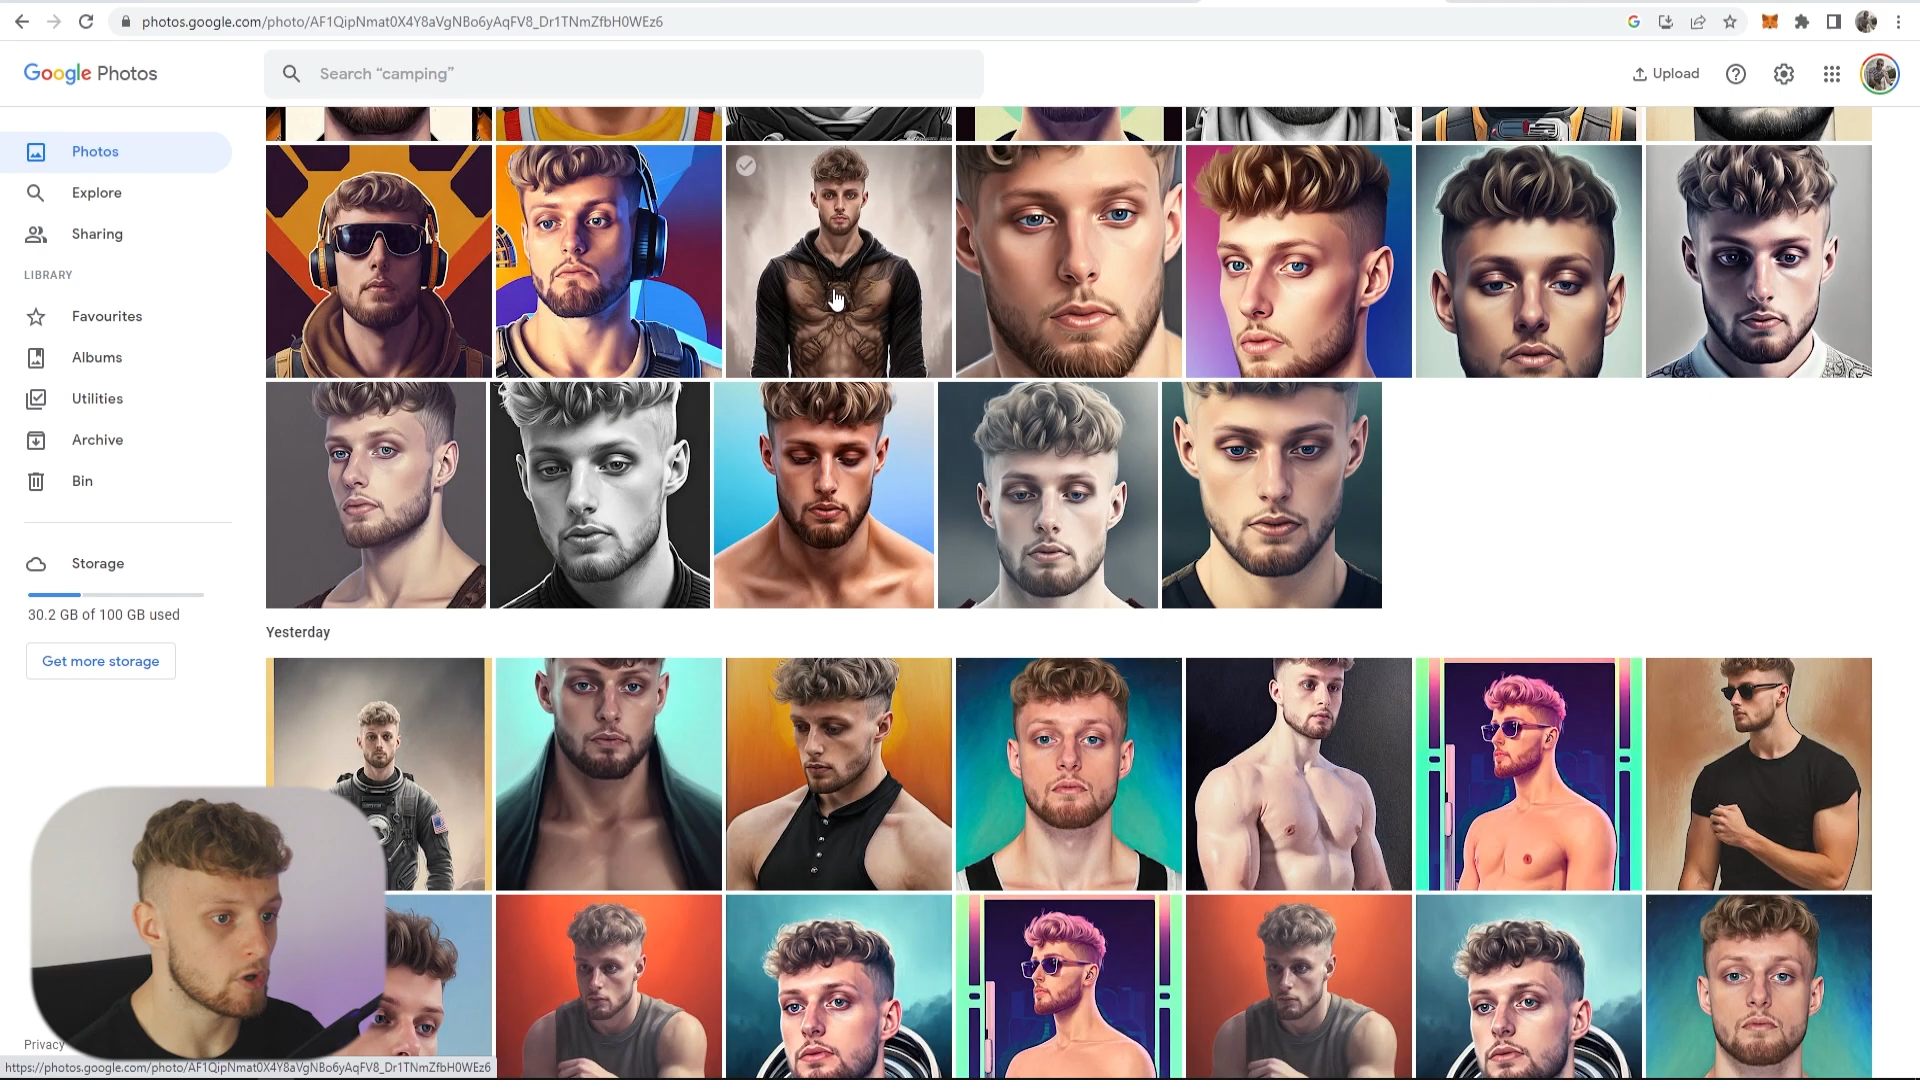 photos.google.com/photo/AF1QipNmat0X4Y8aVgNBo6yAqFV8_Dr1TNmZfbH0WEz6
Google Photos
Search “camping”
Upload
Photos
Explore
Sharing
LIBRARY
Favourites
Albums
Utilities
Archive
Bin
Storage
30.2 GB of 100 GB used
Get more storage
Yesterday
Privacy
https://photos.google.com/photo/AF1QipNmat0X4Y8aVgNBo6yAqFV8_Dr1TNmZfbH0WEz6